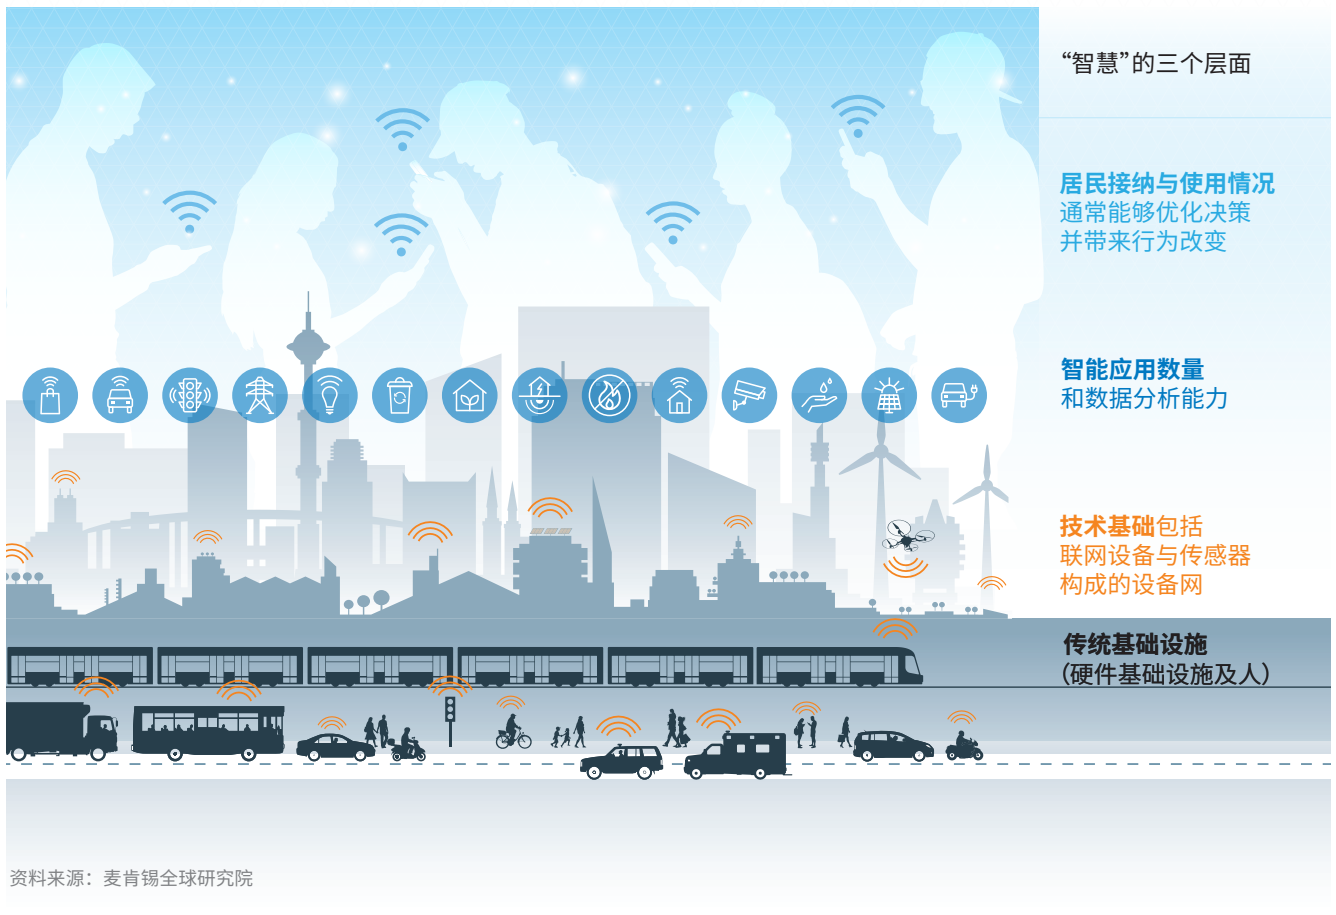 “智慧”的三个层面
居民接纳与使用情况
通常能够优化决策
并带来行为改变
智能应用数量
和数据分析能力
技术基础包括
联网设备与传感器
构成的设备网
传统基础设施
(硬件基础设施及人)
资料来源：麦肯锡全球研究院